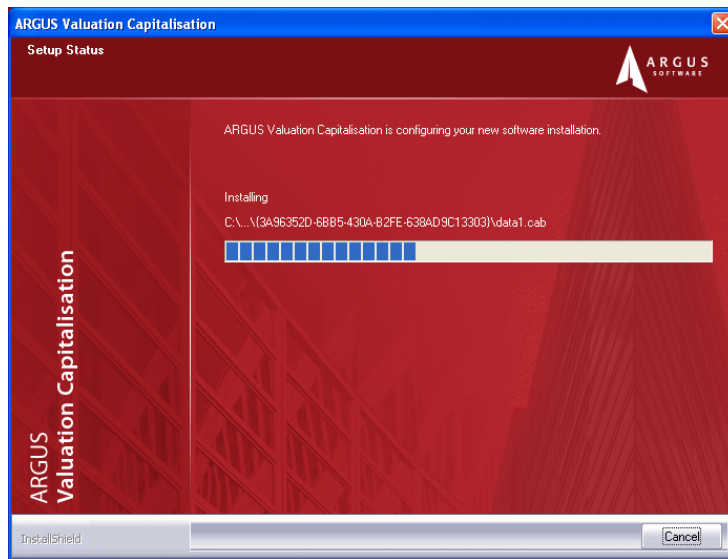 ARGUS Valuation Capitalisation
Setup Status
ARGUS
SOFTWARE
ARGUS Valuation Capitalisation is configuring your new software installation.
Installing
C:\...\{3A96352D-6BB5-430A-B2FE-638AD9C13303}\data1.cab
ARGUS
Valuation Capitalisation
InstallShield
Cancel